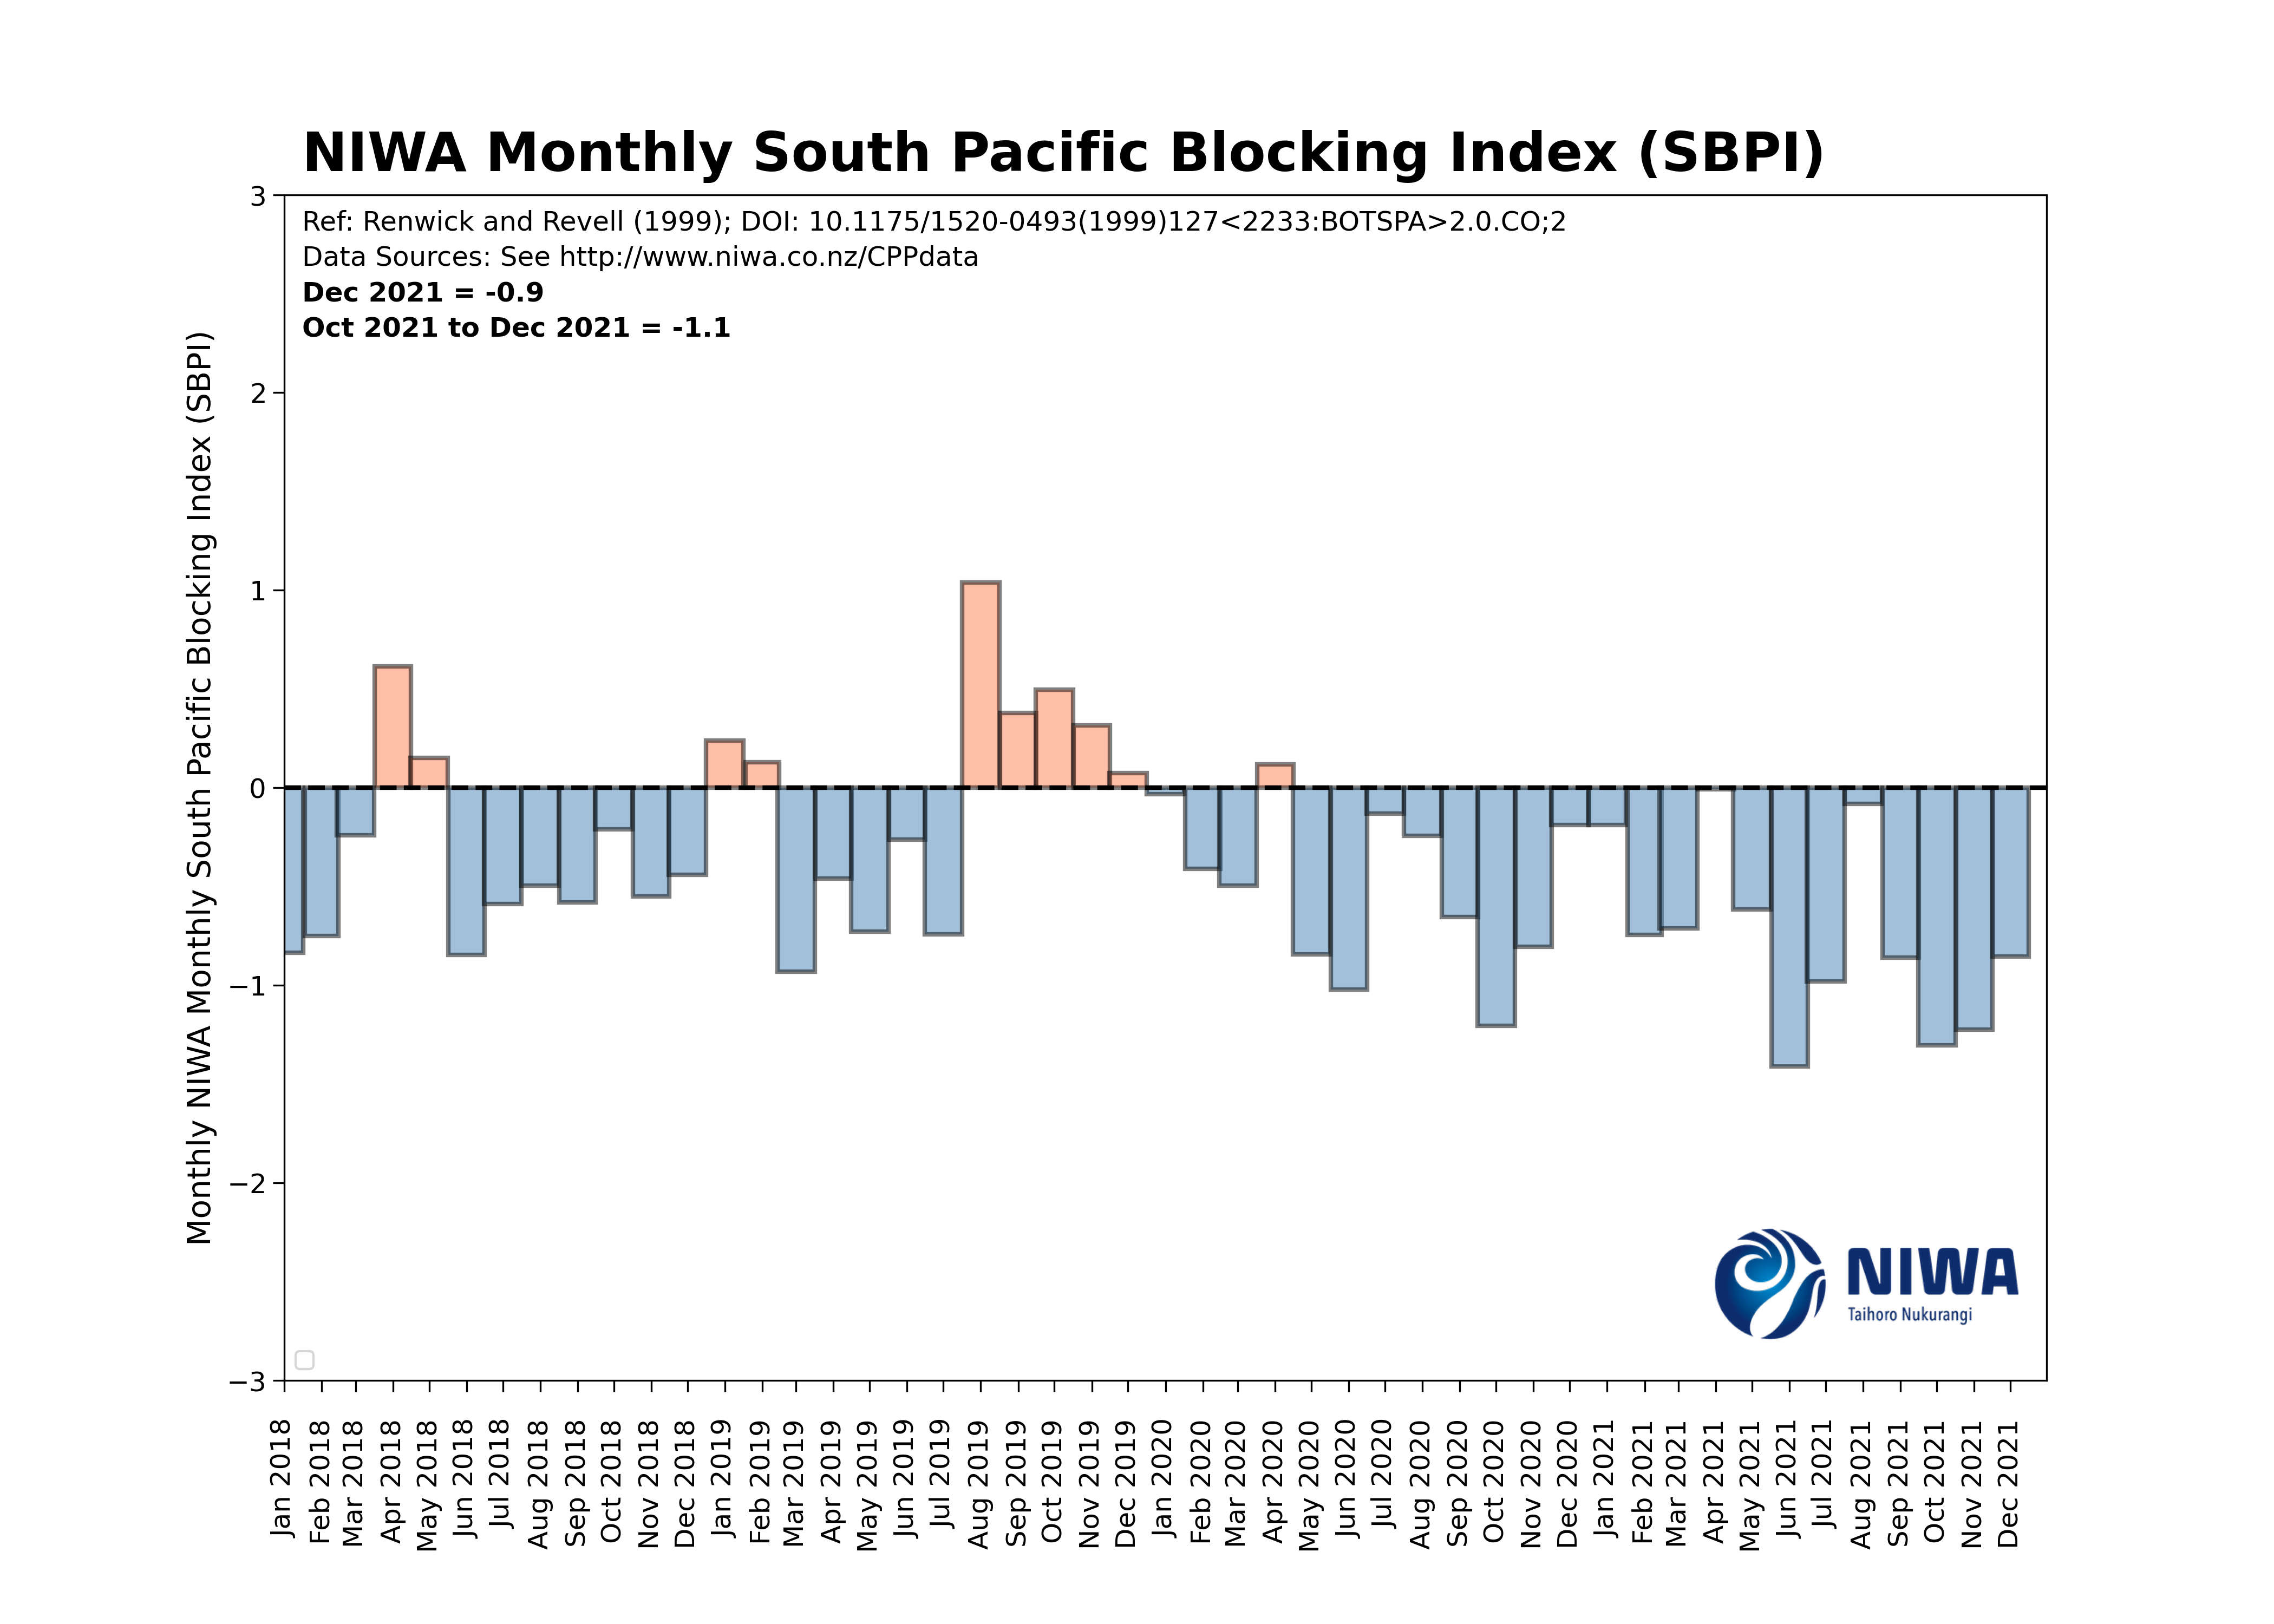 NIWA Monthly South Pacific Blocking Index (SBPI)
Ref: Renwick and Revell (1999); DOI: 10.1175/1520-0493(1999)127<2233:BOTSPA>2.0.CO;2
Data Sources: See http://www.niwa.co.nz/CPPdata
Dec 2021 = -0.9
Oct 2021 to Dec 2021 = -1.1
Monthly NIWA Monthly South Pacific Blocking Index (SBPI)
3
2
1
0
−1
−2
−3
NIWA
Taihoro Nukurangi
Jan 2018
Feb 2018
Mar 2018
Apr 2018
May 2018
Jun 2018
Jul 2018
Aug 2018
Sep 2018
Oct 2018
Nov 2018
Dec 2018
Jan 2019
Feb 2019
Mar 2019
Apr 2019
May 2019
Jun 2019
Jul 2019
Aug 2019
Sep 2019
Oct 2019
Nov 2019
Dec 2019
Jan 2020
Feb 2020
Mar 2020
Apr 2020
May 2020
Jun 2020
Jul 2020
Aug 2020
Sep 2020
Oct 2020
Nov 2020
Dec 2020
Jan 2021
Feb 2021
Mar 2021
Apr 2021
May 2021
Jun 2021
Jul 2021
Aug 2021
Sep 2021
Oct 2021
Nov 2021
Dec 2021